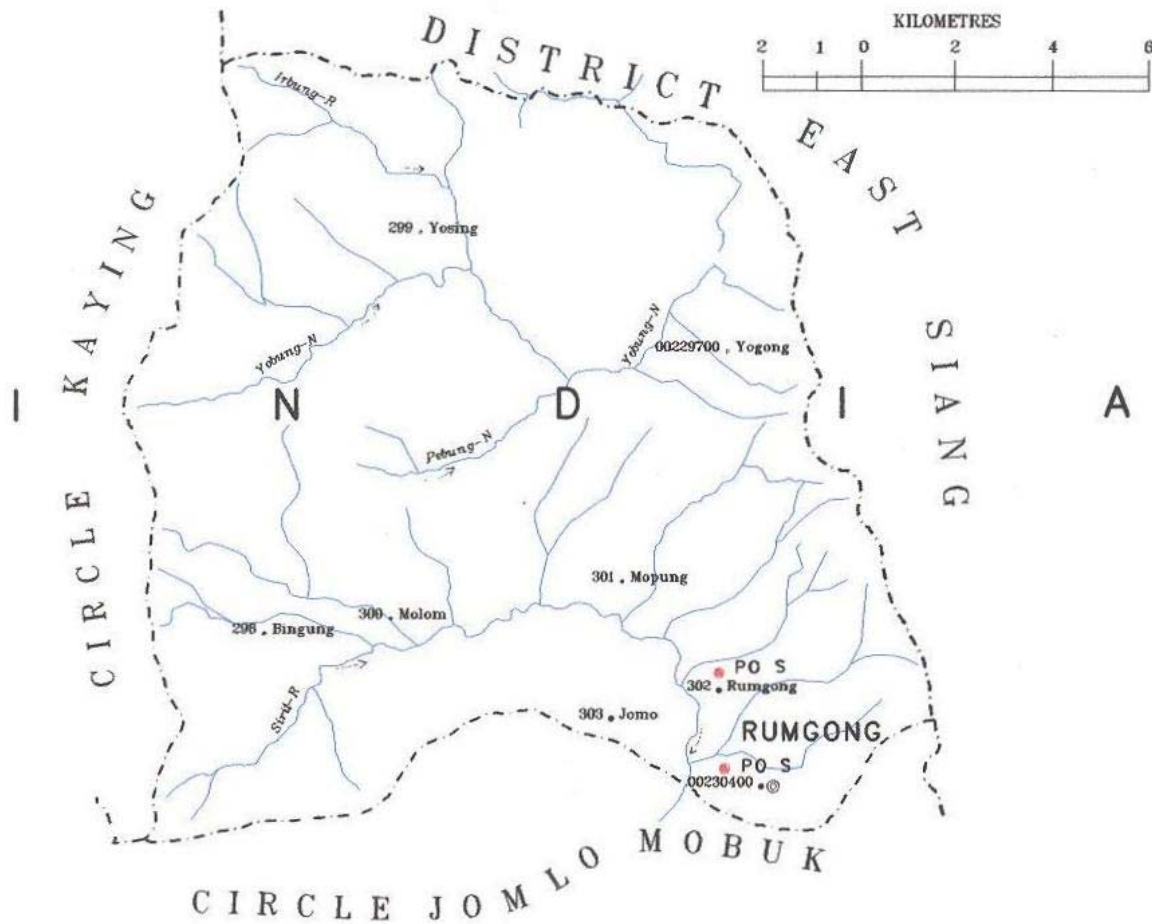 KILOMETRES
2 1 0 2 4 6
DISTRICT EAST SIANG
Irbung-R
CIRCLE KAYING
299 . Yosing
Yobung-N
Yobung-N
00229700 . Yogong
I N D I A
Pebung-N
301 . Mopung
300 . Molom
298 . Bingung
PO S
302 . Rumgong
Sirit-R
303 . Jomo
RUMGONG
PO S
00230400
CIRCLE JOMLO MOBUK